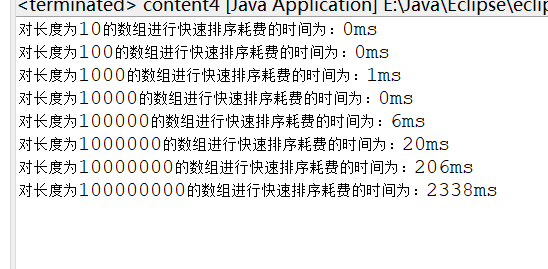 <terminated> content4 [Java Application] E:\Java\Eclipse\eclip
对长度为10的数组进行快速排序耗费的时间为：0ms
对长度为100的数组进行快速排序耗费的时间为：0ms
对长度为1000的数组进行快速排序耗费的时间为：1ms
对长度为10000的数组进行快速排序耗费的时间为：0ms
对长度为100000的数组进行快速排序耗费的时间为：6ms
对长度为1000000的数组进行快速排序耗费的时间为：20ms
对长度为10000000的数组进行快速排序耗费的时间为：206ms
对长度为100000000的数组进行快速排序耗费的时间为：2338ms